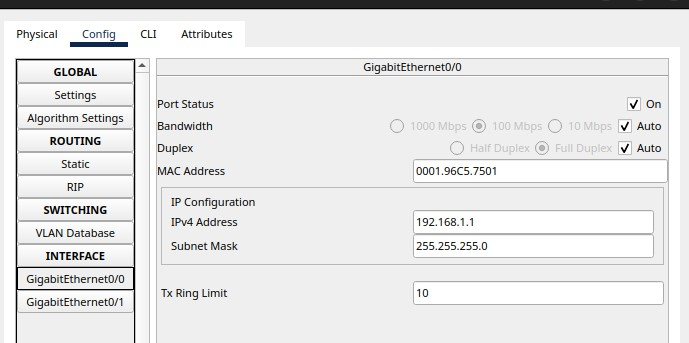 Physical Config CLI Attributes
GLOBAL
Settings
Algorithm Settings
ROUTING
Static
RIP
SWITCHING
VLAN Database
INTERFACE
GigabitEthernet0/0
GigabitEthernet0/1
GigabitEthernet0/0
Port Status On
Bandwidth 1000 Mbps 100 Mbps 10 Mbps Auto
Duplex Half Duplex Full Duplex Auto
MAC Address 0001.96C5.7501
IP Configuration
IPv4 Address 192.168.1.1
Subnet Mask 255.255.255.0
Tx Ring Limit 10